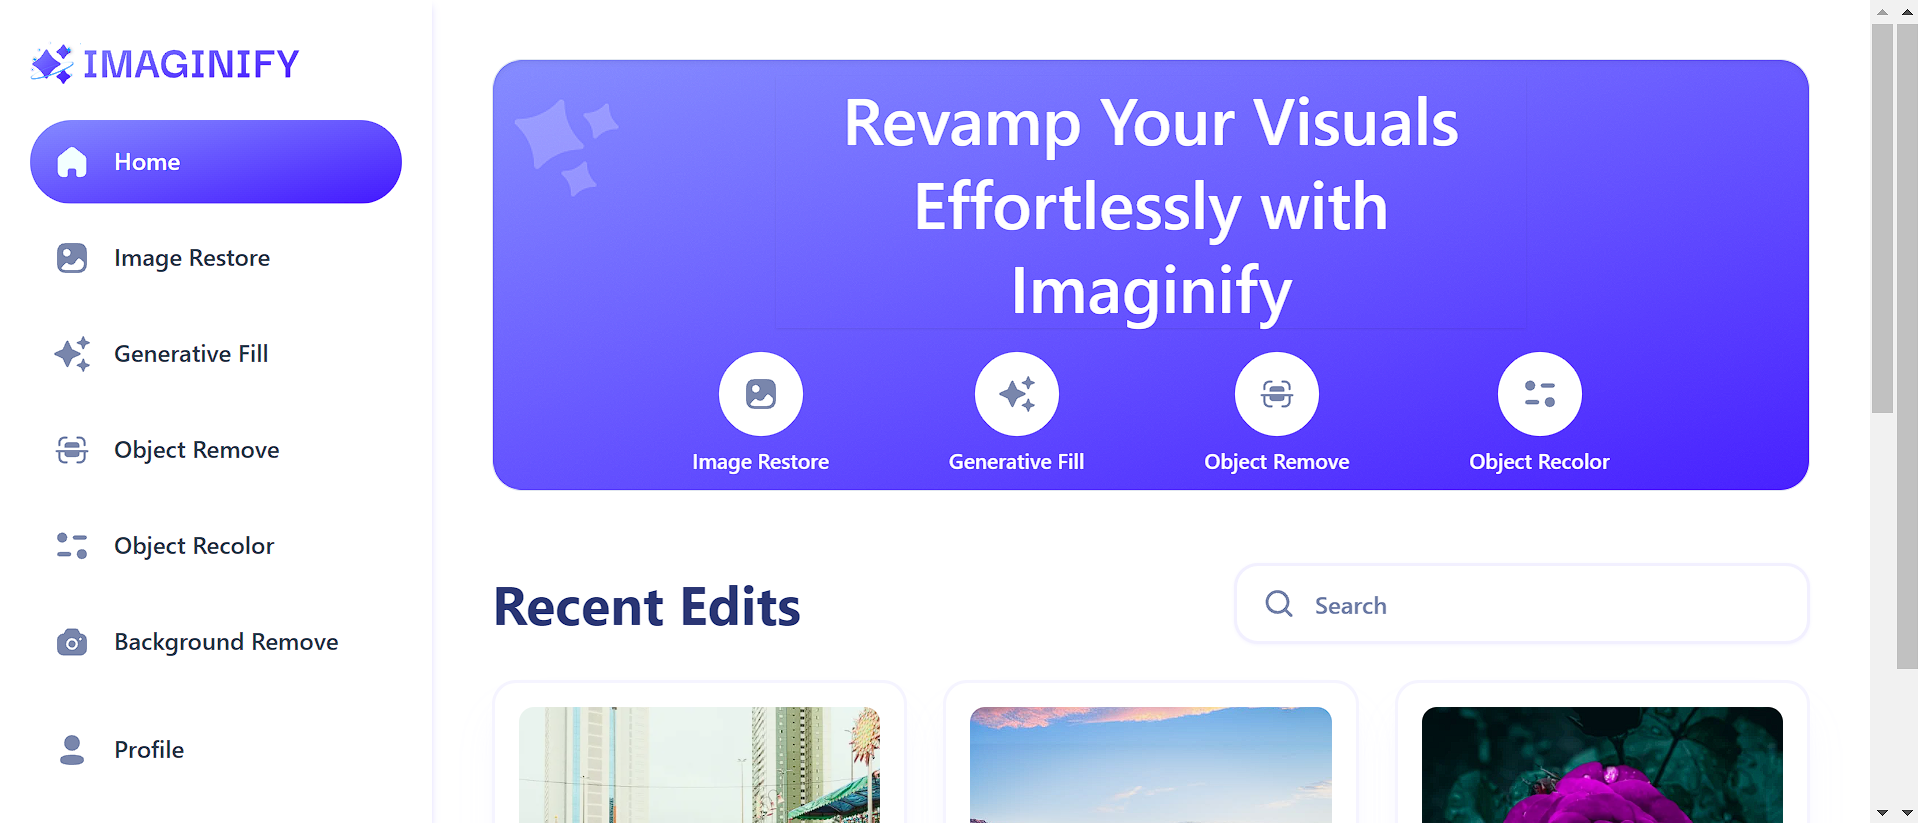 IMAGINIFY
Home
Image Restore
Generative Fill
Object Remove
Object Recolor
Background Remove
Profile
Revamp Your Visuals
Effortlessly with
Imaginify
Image Restore
Generative Fill
Object Remove
Object Recolor
Recent Edits
Search